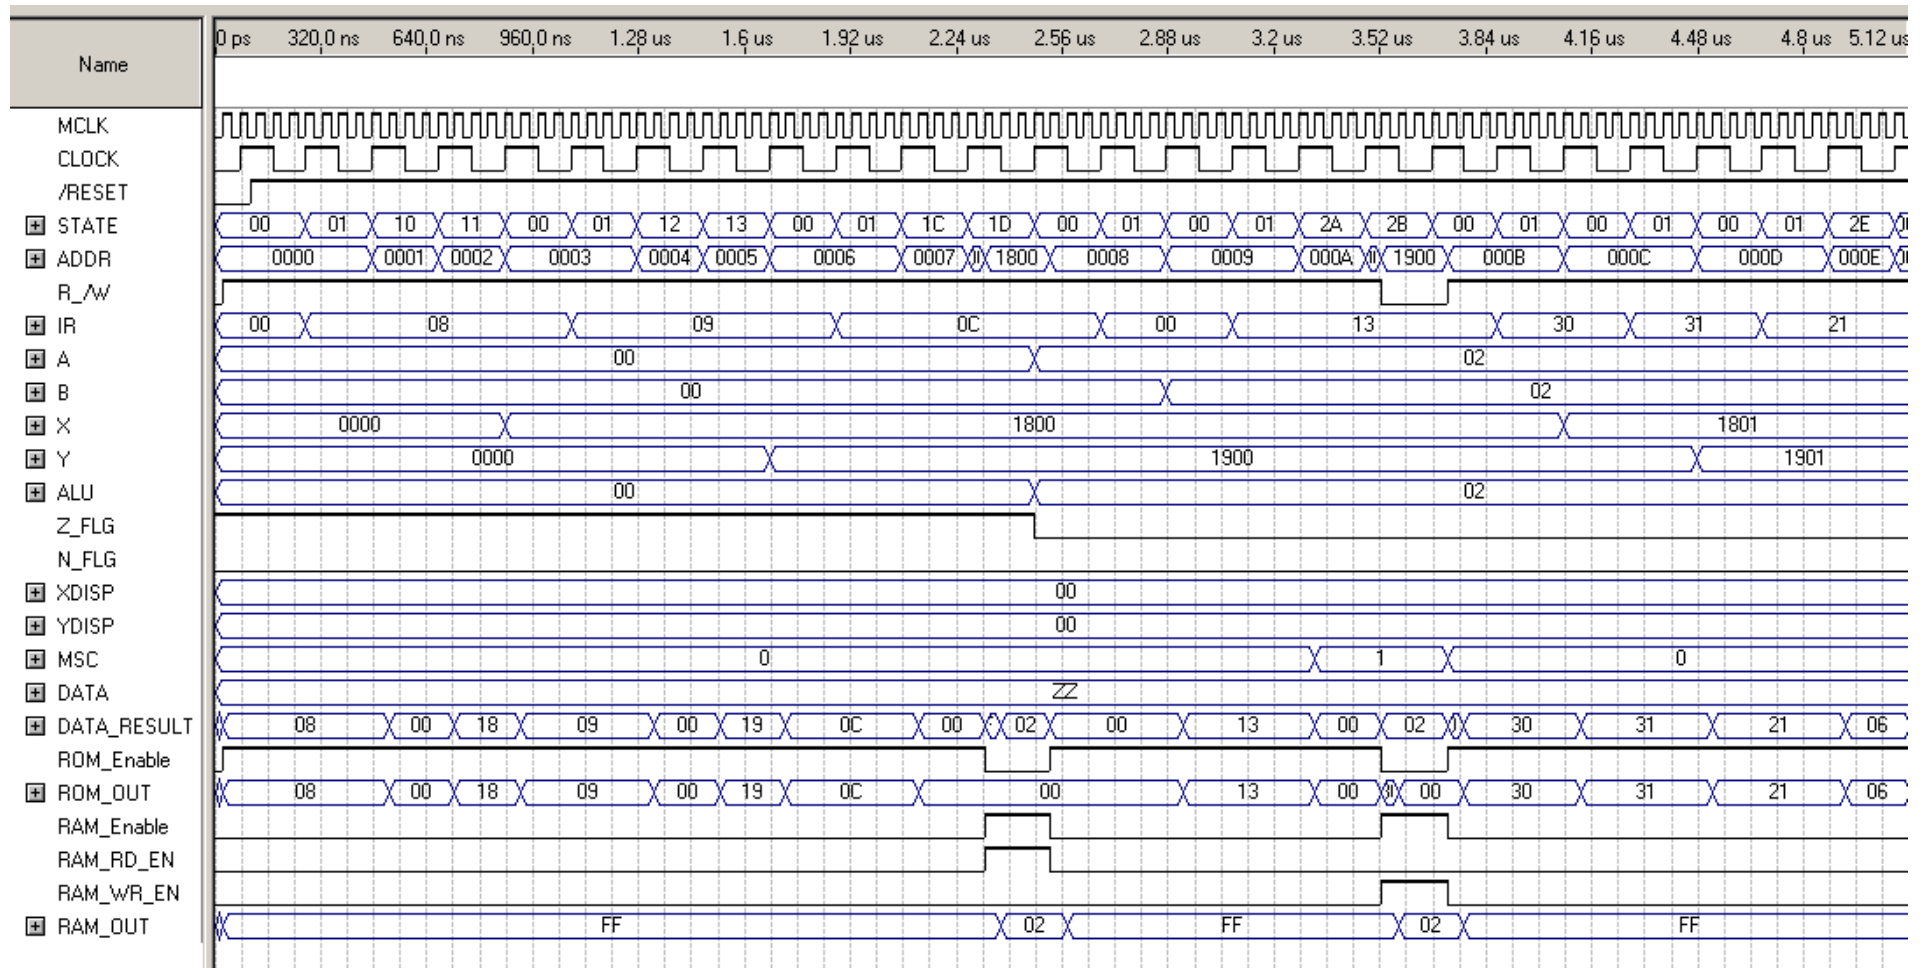 Name
0 ps 320.0 ns 640.0 ns 960.0 ns 1.28 us 1.6 us 1.92 us 2.24 us 2.56 us 2.88 us 3.2 us 3.52 us 3.84 us 4.16 us 4.48 us 4.8 us 5.12 us
MCLK
CLOCK
/RESET
STATE 00 01 10 11 00 01 12 13 00 01 1C 1D 00 01 00 01 2A 2B 00 01 00 01 00 01 2E
ADDR 0000 0001 0002 0003 0004 0005 0006 0007 1800 0008 0009 000A 1900 000B 000C 000D 000E
R_/W
IR 00 08 09 0C 00 13 30 31 21
A 00 02
B 00 02
X 0000 1800 1801
Y 0000 1900 1901
ALU 00 02
Z_FLG
N_FLG
XDISP 00
YDISP 00
MSC 0 1 0
DATA ZZ
DATA_RESULT 08 00 18 09 00 19 0C 00 02 00 13 00 02 30 31 21 06
ROM_Enable
ROM_OUT 08 00 18 09 00 19 0C 00 13 00 00 30 31 21 06
RAM_Enable
RAM_RD_EN
RAM_WR_EN
RAM_OUT FF 02 FF 02 FF